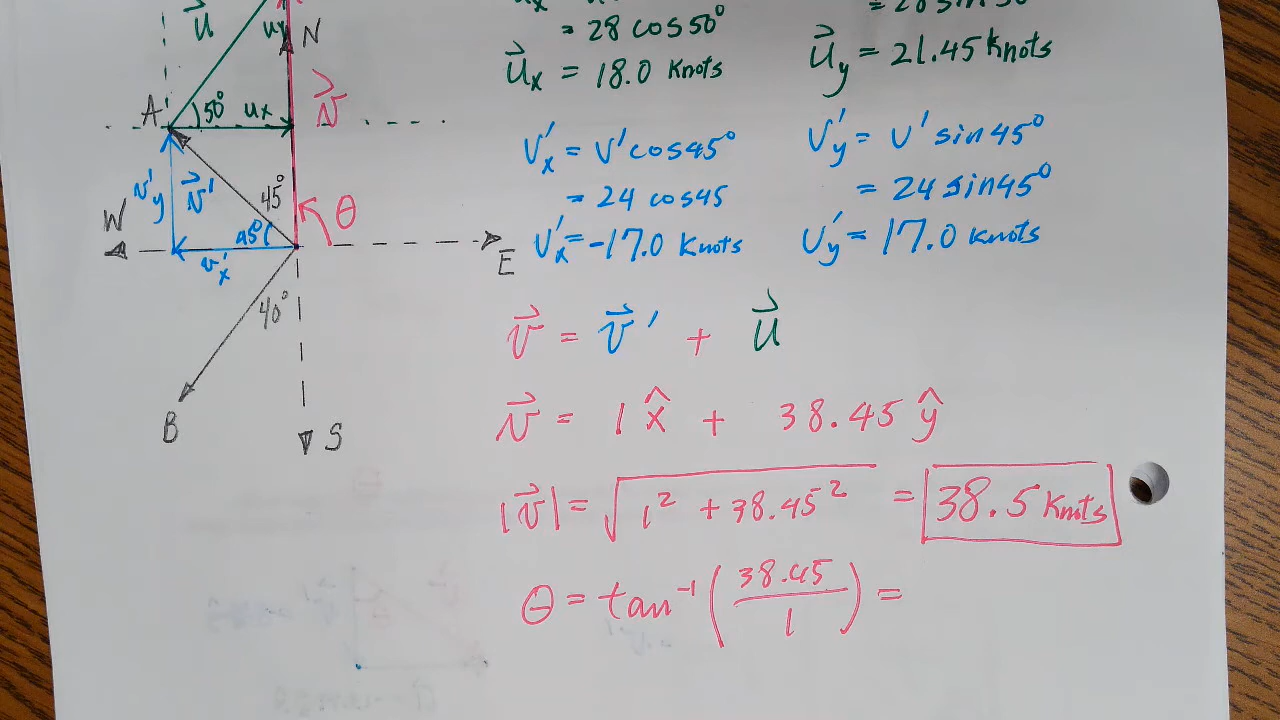 u⃗
uy
N
v⃗
A
50°
ux
v'y
v⃗'
45°
W
45°
θ
v'x
E
40°
B
S
= 28 cos 50°
u⃗x = 18.0 Knots
u⃗y = 21.45 Knots
v'x = v' cos 45°
= 24 cos 45
v'x = -17.0 Knots
v'y = v' sin 45°
= 24 sin 45°
v'y = 17.0 knots
v⃗ = v⃗' + u⃗
v⃗ = 1 x̂ + 38.45 ŷ
|v⃗| = √(1² + 38.45²) = 38.5 Knots
θ = tan⁻¹ (38.45/1) =